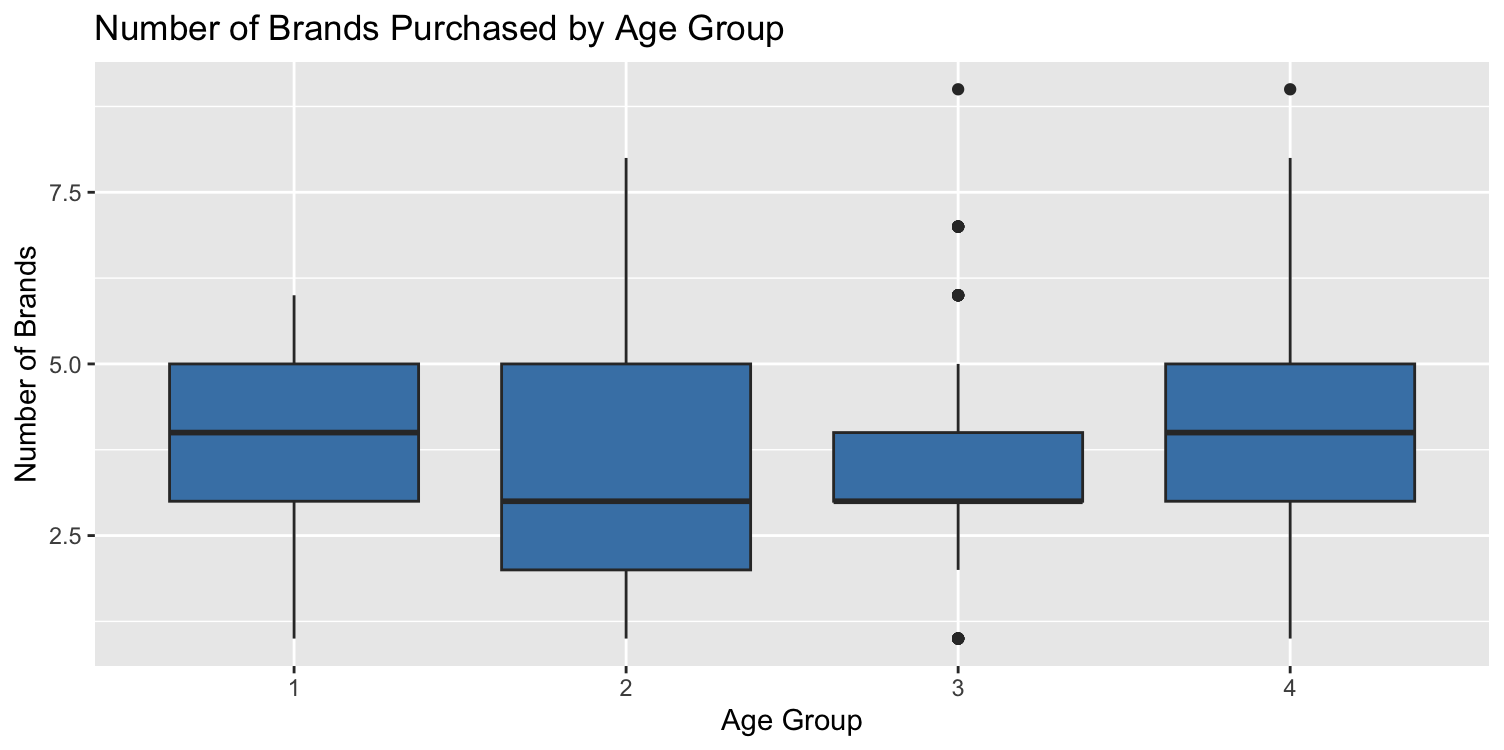 Number of Brands Purchased by Age Group
7.5
5.0
2.5
Number of Brands
1 2 3 4
Age Group